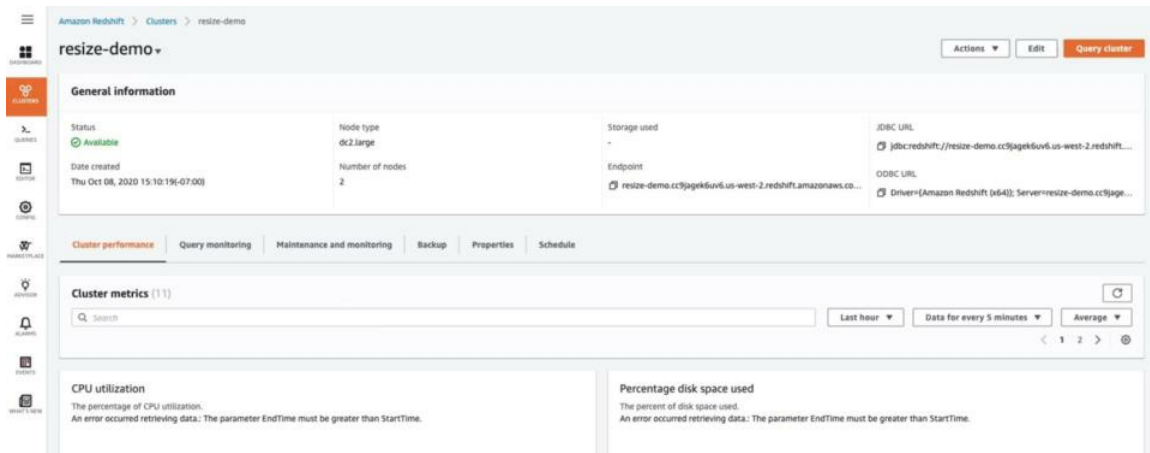 Amazon Redshift > Clusters > resize-demo
resize-demo
Actions Edit Query cluster
DASHBOARD
CLUSTERS
QUERIES
EDITOR
CONFIG
MARKETPLACE
ADVISOR
ALARMS
EVENTS
WHAT'S NEW
General information
Status
Available
Date created
Thu Oct 08, 2020 15:10:19(-07:00)
Node type
dc2.large
Number of nodes
2
Storage used
-
Endpoint
resize-demo.cc9jagek6uv6.us-west-2.redshift.amazonaws.co...
JDBC URL
jdbc:redshift://resize-demo.cc9jagek6uv6.us-west-2.redshift....
ODBC URL
Driver={Amazon Redshift (x64)}; Server=resize-demo.cc9jage...
Cluster performance Query monitoring Maintenance and monitoring Backup Properties Schedule
Cluster metrics (11)
Search
Last hour Data for every 5 minutes Average
< 1 2 >
CPU utilization
The percentage of CPU utilization.
An error occurred retrieving data.: The parameter EndTime must be greater than StartTime.
Percentage disk space used
The percent of disk space used.
An error occurred retrieving data.: The parameter EndTime must be greater than StartTime.